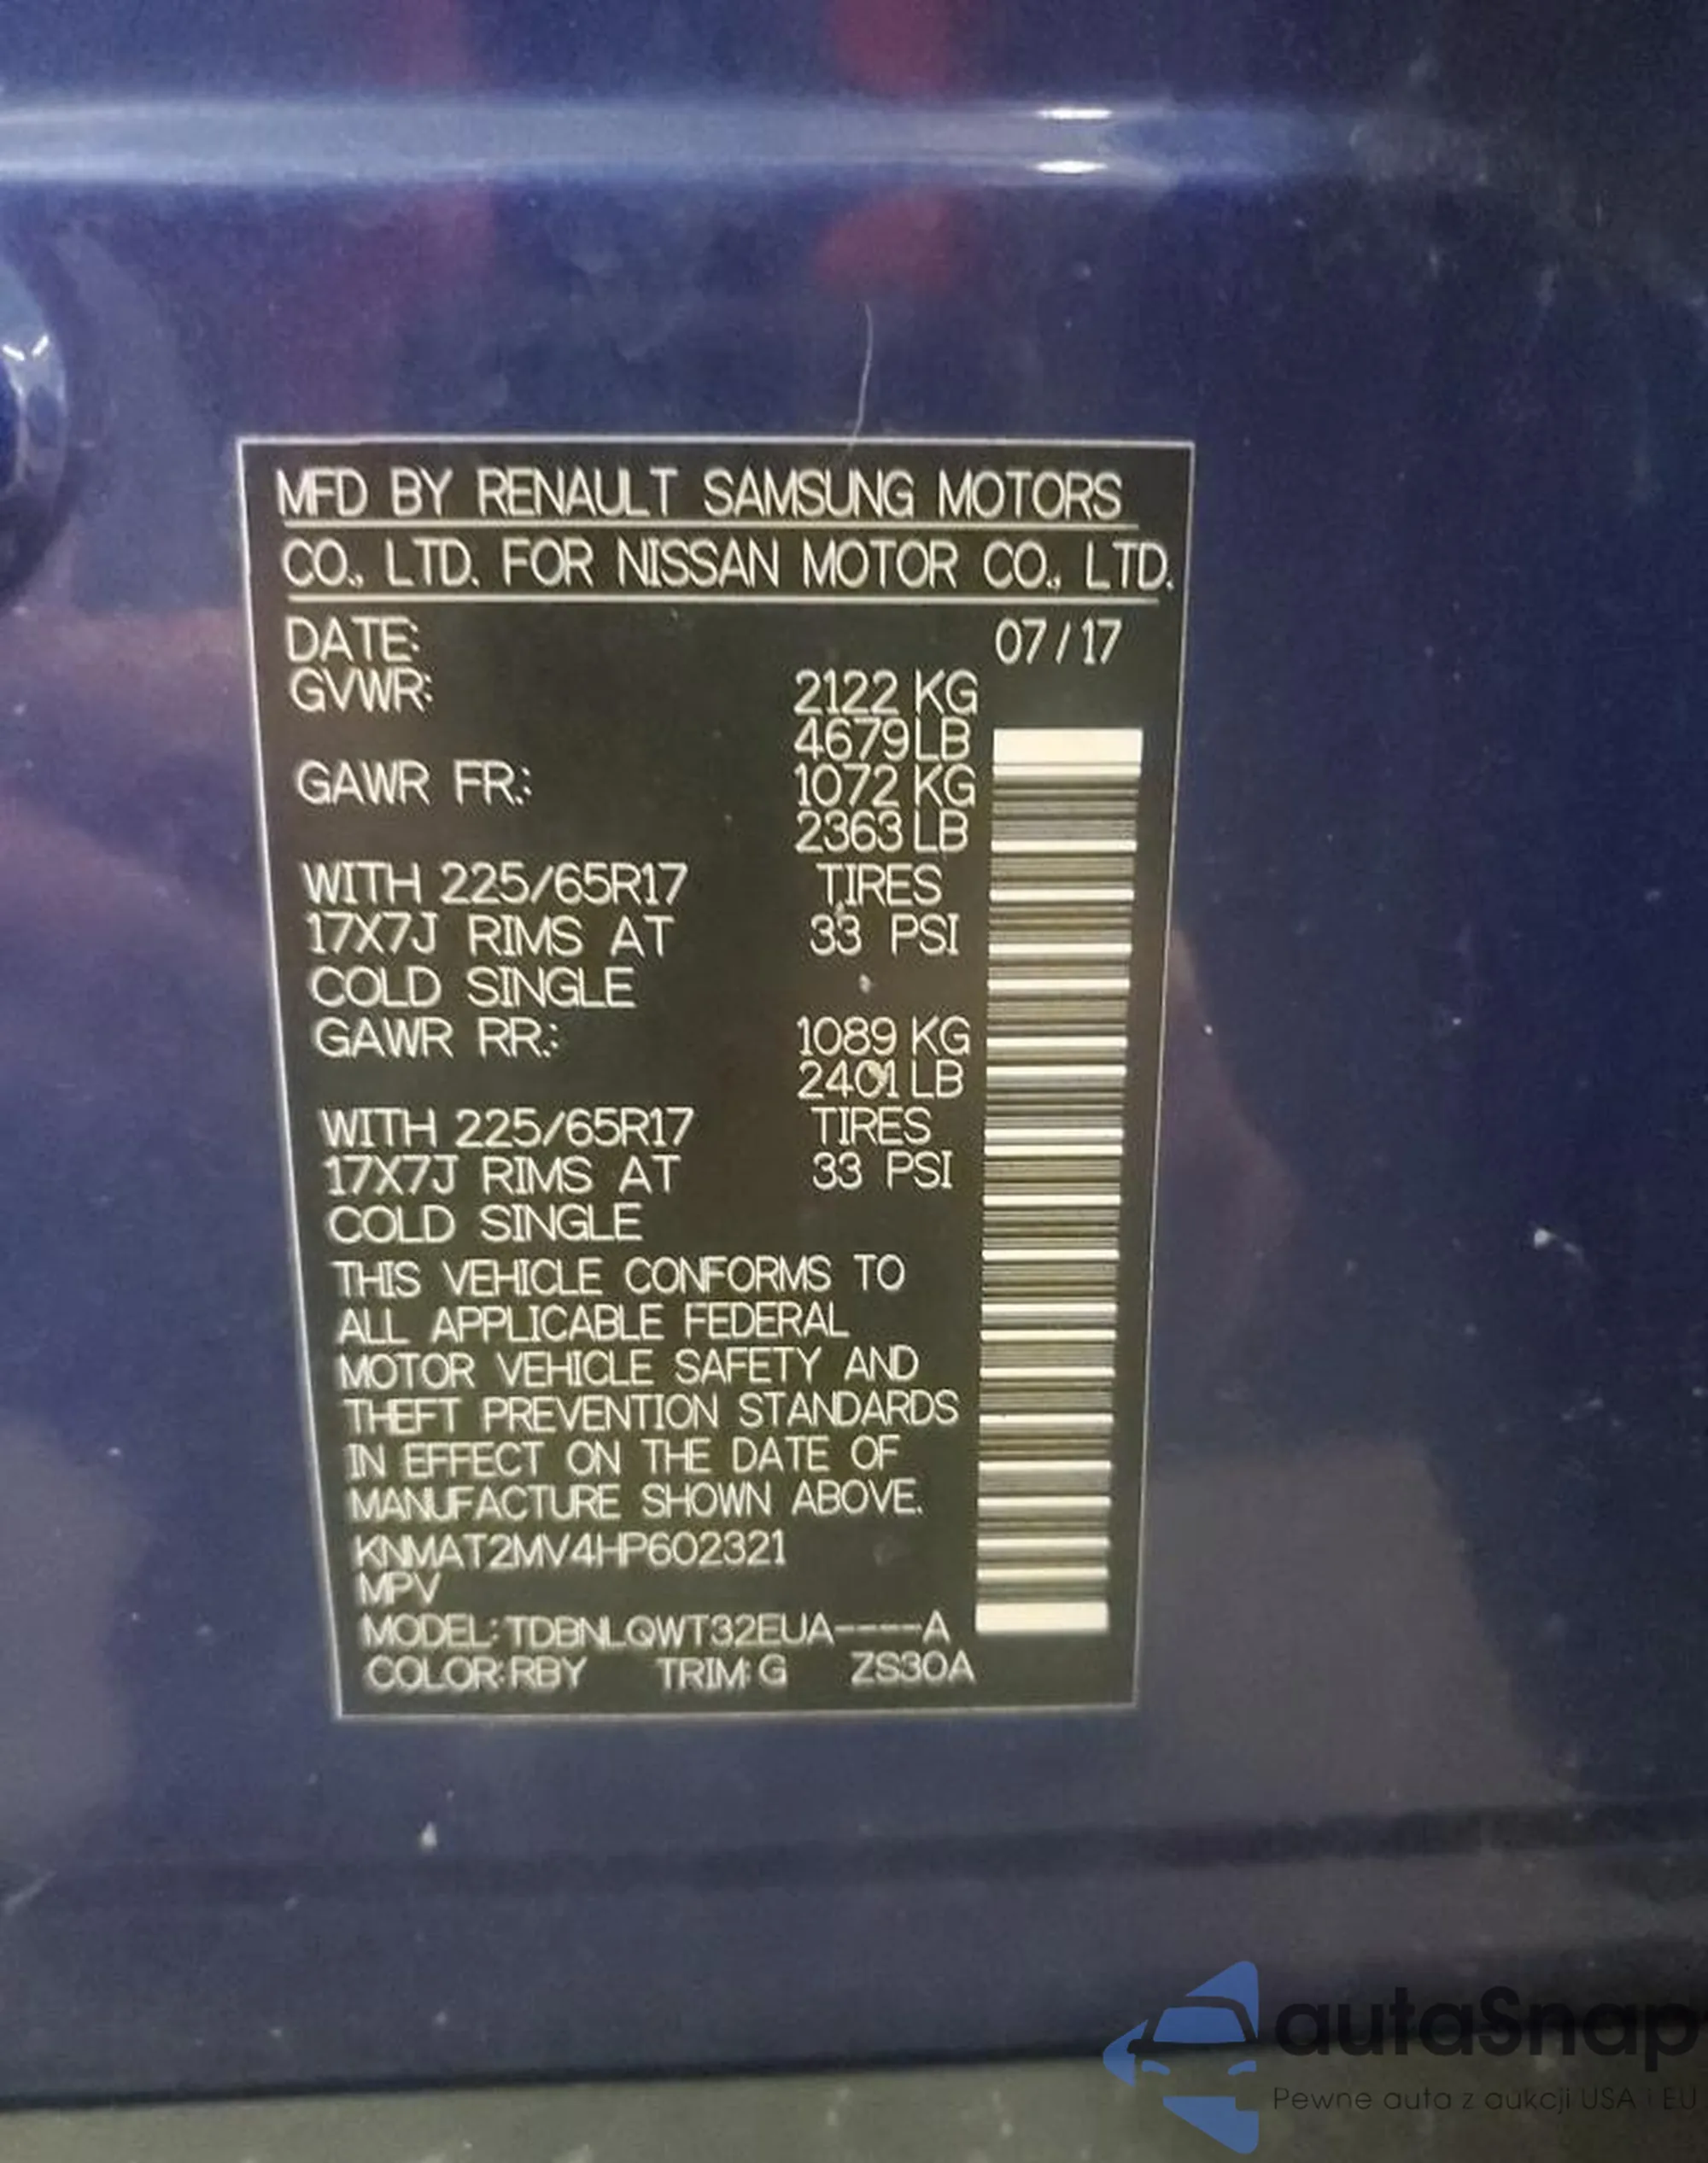 MFD BY RENAULT SAMSUNG MOTORS
CO., LTD. FOR NISSAN MOTOR CO., LTD.
DATE: 07/17
GVWR: 2122 KG
4679 LB
GAWR FR.: 1072 KG
2363 LB
WITH 225/65R17 TIRES
17X7J RIMS AT 33 PSI
COLD SINGLE
GAWR RR.: 1089 KG
2401 LB
WITH 225/65R17 TIRES
17X7J RIMS AT 33 PSI
COLD SINGLE
THIS VEHICLE CONFORMS TO
ALL APPLICABLE FEDERAL
MOTOR VEHICLE SAFETY AND
THEFT PREVENTION STANDARDS
IN EFFECT ON THE DATE OF
MANUFACTURE SHOWN ABOVE.
KNMAT2MV4HP602321
MPV
MODEL: TDBNLQWT32EUA----A
COLOR: RBY TRIM: G ZS30A
autaSnap
Pewne auta z aukcji USA i EU